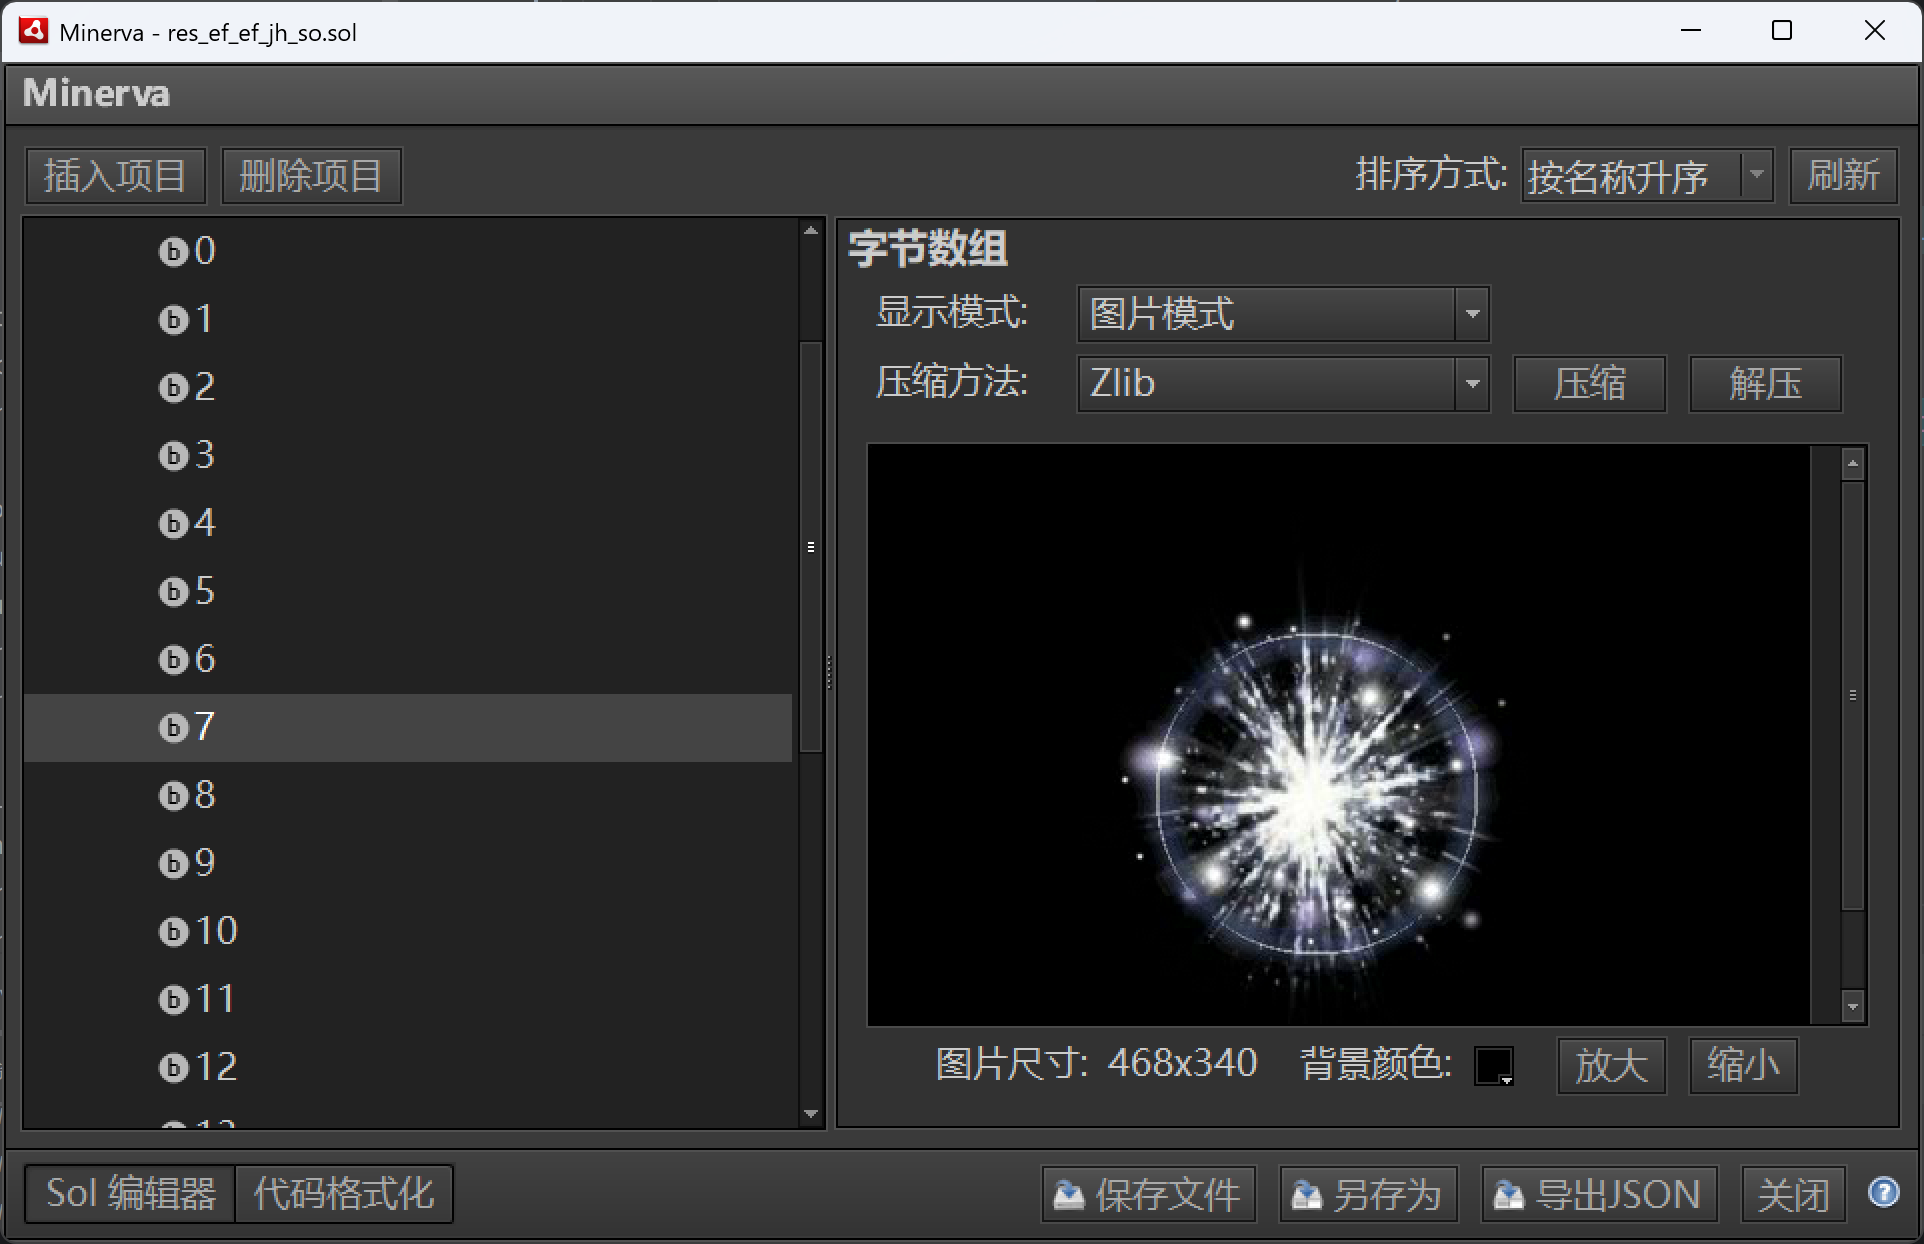 Minerva - res_ef_ef_jh_so.sol
Minerva
插入项目 删除项目 排序方式: 按名称升序 刷新
0
1
2
3
4
5
6
7
8
9
10
11
12
字节数组
显示模式: 图片模式
压缩方法: Zlib 压缩 解压
图片尺寸: 468x340 背景颜色: 放大 缩小
Sol 编辑器 代码格式化 保存文件 另存为 导出JSON 关闭